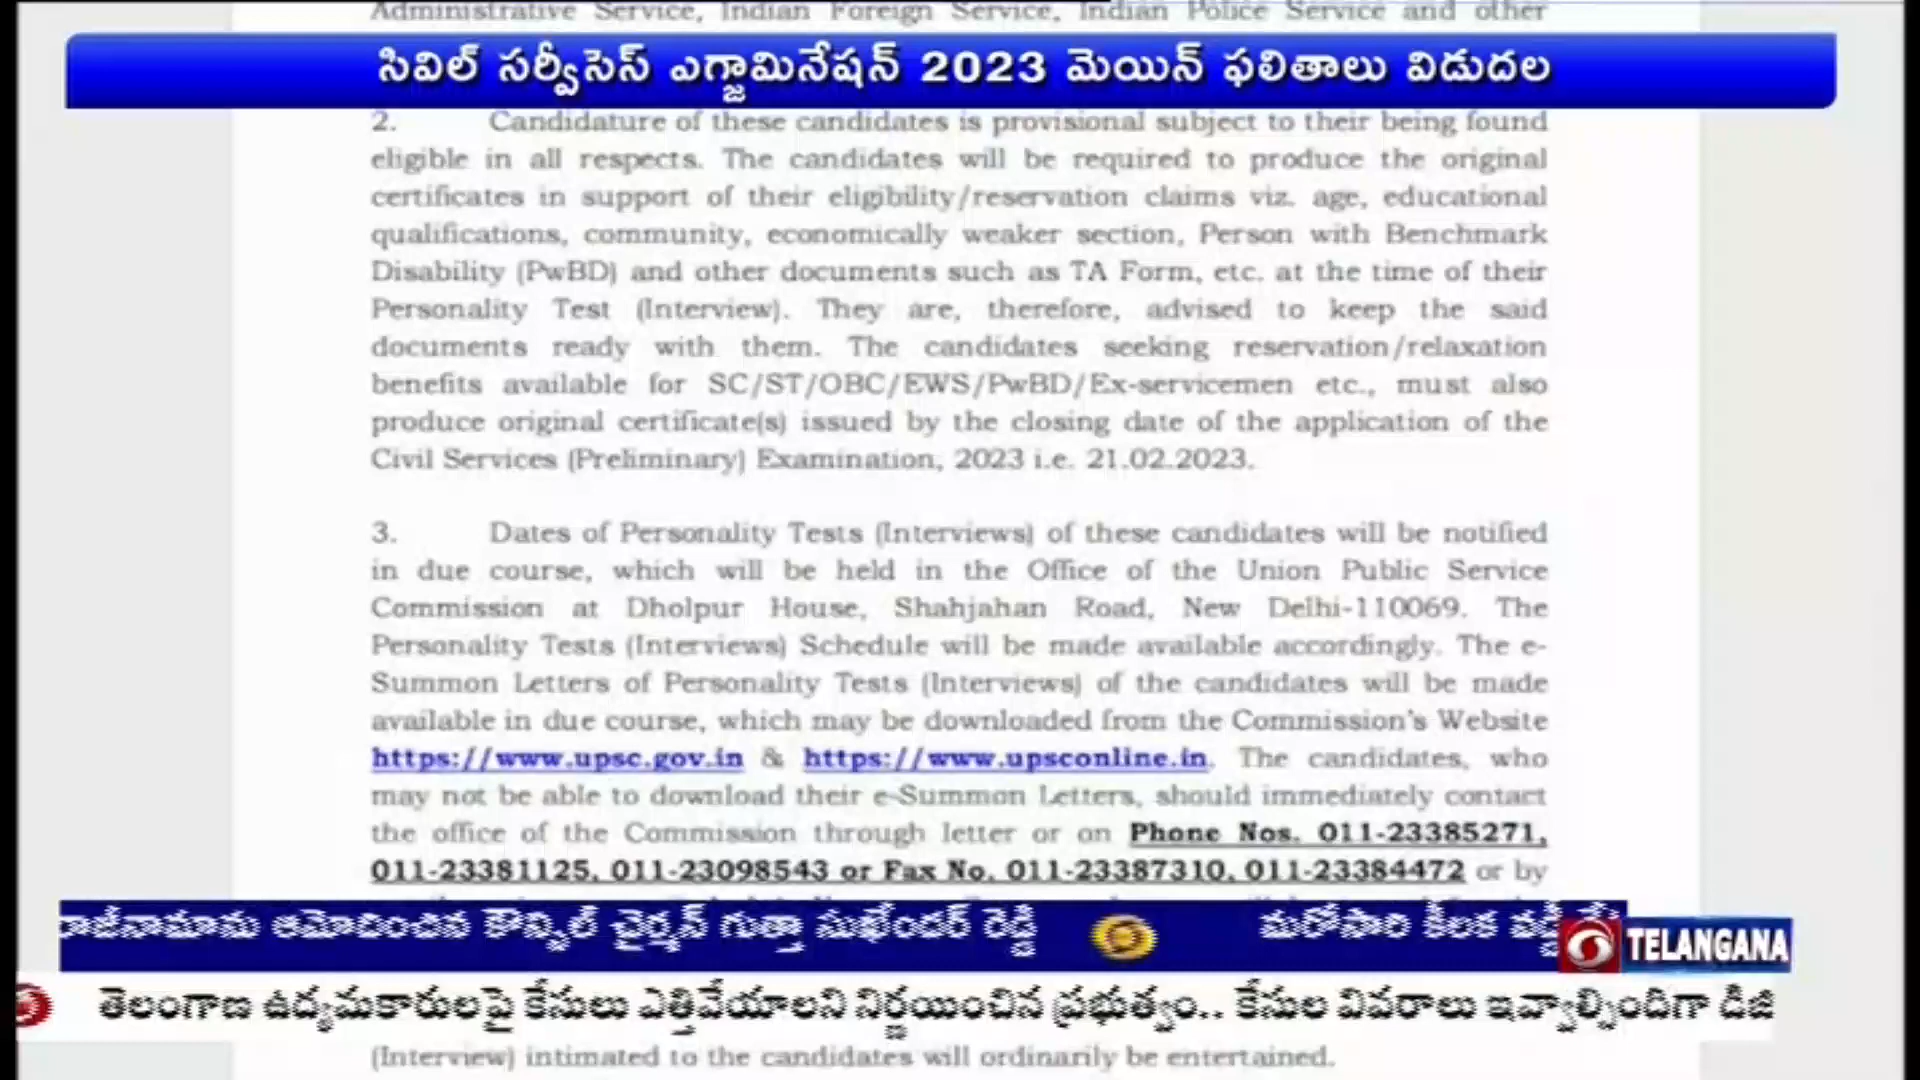 Administrative Service, Indian Foreign Service, Indian Police Service and other
సివిల్ సర్వీసెస్ ఎగ్జామినేషన్ 2023 మెయిన్ ఫలితాలు విడుదల
2. Candidature of these candidates is provisional subject to their being found
eligible in all respects. The candidates will be required to produce the original
certificates in support of their eligibility/reservation claims viz. age, educational
qualifications, community, economically weaker section, Person with Benchmark
Disability (PwBD) and other documents such as TA Form, etc. at the time of their
Personality Test (Interview). They are, therefore, advised to keep the said
documents ready with them. The candidates seeking reservation/relaxation
benefits available for SC/ST/OBC/EWS/PwBD/Ex-servicemen etc., must also
produce original certificate(s) issued by the closing date of the application of the
Civil Services (Preliminary) Examination, 2023 i.e. 21.02.2023.
3. Dates of Personality Tests (Interviews) of these candidates will be notified
in due course, which will be held in the Office of the Union Public Service
Commission at Dholpur House, Shahjahan Road, New Delhi-110069. The
Personality Tests (Interviews) Schedule will be made available accordingly. The e-
Summon Letters of Personality Tests (Interviews) of the candidates will be made
available in due course, which may be downloaded from the Commission's Website
https://www.upsc.gov.in & https://www.upsconline.in. The candidates, who
may not be able to download their e-Summon Letters, should immediately contact
the office of the Commission through letter or on Phone Nos. 011-23385271,
011-23381125, 011-23098543 or Fax No. 011-23387310, 011-23384472 or by
రాజీనామాను ఆమోదించిన కౌన్సిల్ ఛైర్మన్ గుత్తా సుఖేందర్ రెడ్డి మరోసారి కీలక వడ్డీ
TELANGANA
తెలంగాణ ఉద్యమకారులపై కేసులు ఎత్తివేయాలని నిర్ణయించిన ప్రభుత్వం.. కేసుల వివరాలు ఇవ్వాల్సిందిగా డీజీ
(Interview) intimated to the candidates will ordinarily be entertained.